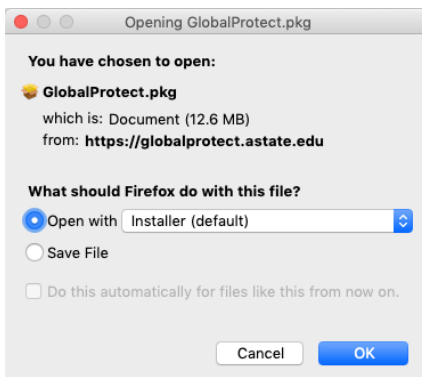 Opening GlobalProtect.pkg
You have chosen to open:
GlobalProtect.pkg
which is: Document (12.6 MB)
from: https://globalprotect.astate.edu
What should Firefox do with this file?
Open with Installer (default)
Save File
Do this automatically for files like this from now on.
Cancel OK